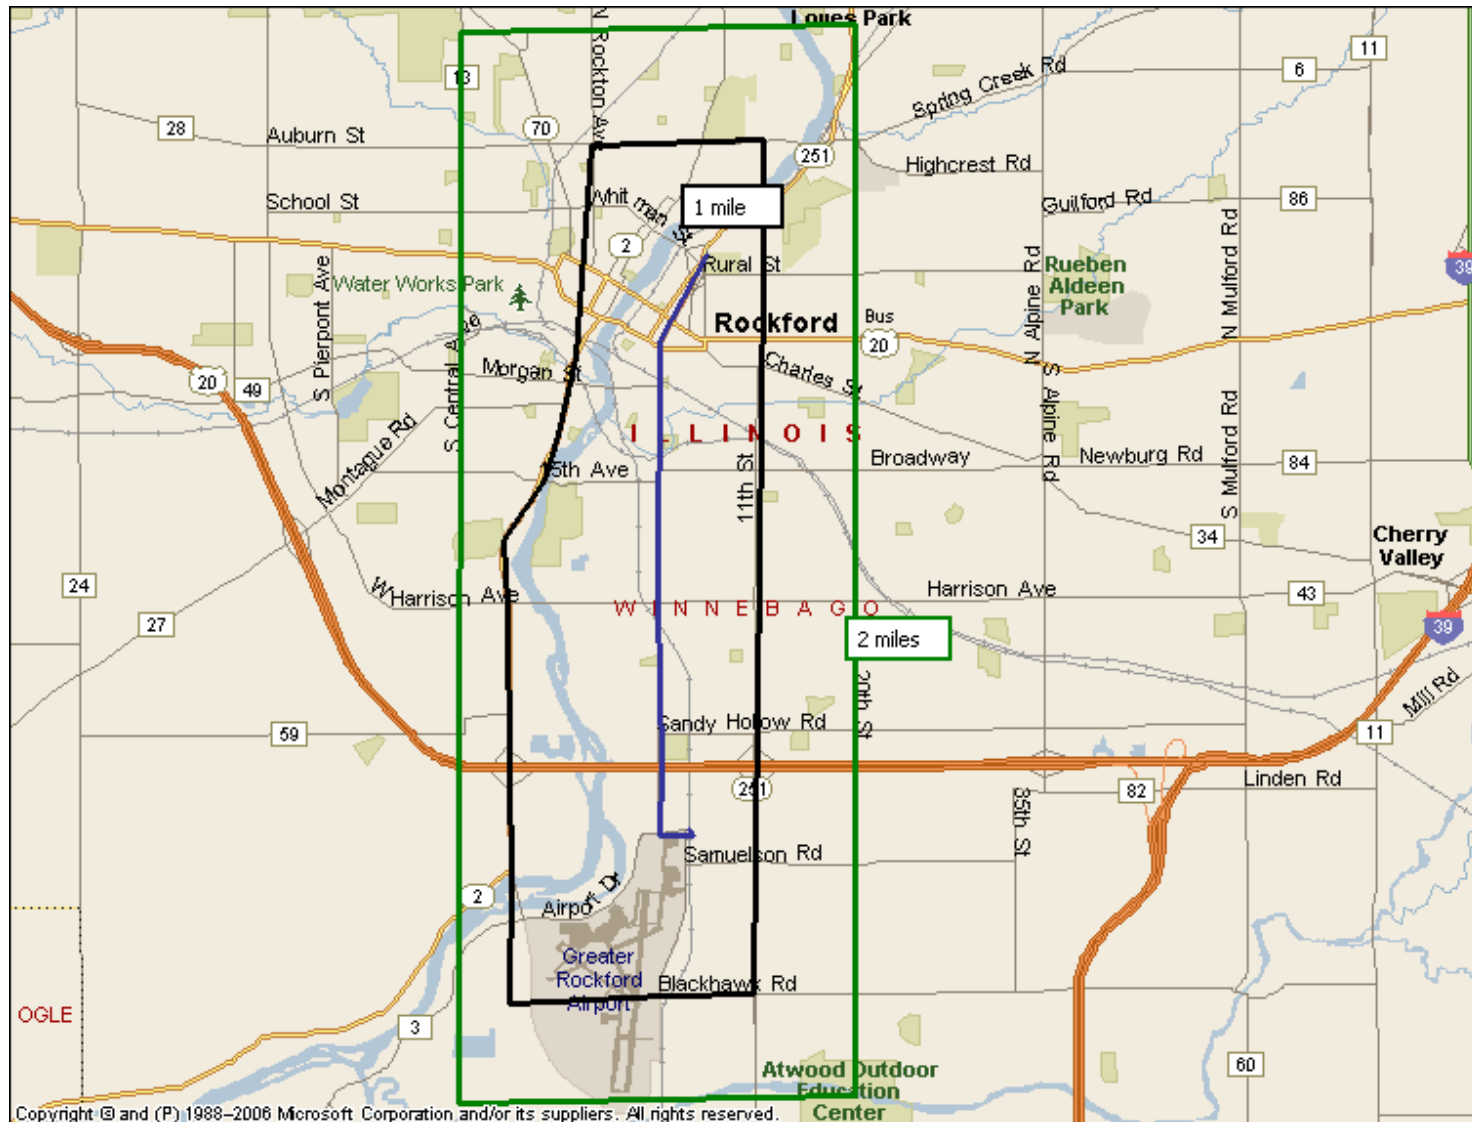 Loues Park
N Rockton Av
11
13
6
Spring Creek Rd
28
Auburn St
70
251
Highcrest Rd
Whitman
School St
1 mile
Guilford Rd
86
2
Rural St
N Alpine Rd
N Mulford Rd
39
Rueben
Aldeen
Park
S Pierpont Ave
Water Works Park
Rockford
Bus
20
S Central Ave
Morgan St
Charles St
20
49
S Alpine Rd
S Mulford Rd
Montague Rd
ILLINOIS
15th Ave
11th St
Broadway
Newburg Rd
84
34
Cherry
Valley
24
W Harrison Ave
Harrison Ave
43
WINNEBAGO
27
39
2 miles
20th St
Mill Rd
59
Sandy Hollow Rd
11
251
82
Linden Rd
35th St
Samuelson Rd
2
Airport Dr
Greater
Rockford
Airport
Blackhawk Rd
OGLE
3
60
Atwood Outdoor
Education
Center
Copyright © and (P) 1988–2006 Microsoft Corporation and/or its suppliers. All rights reserved.